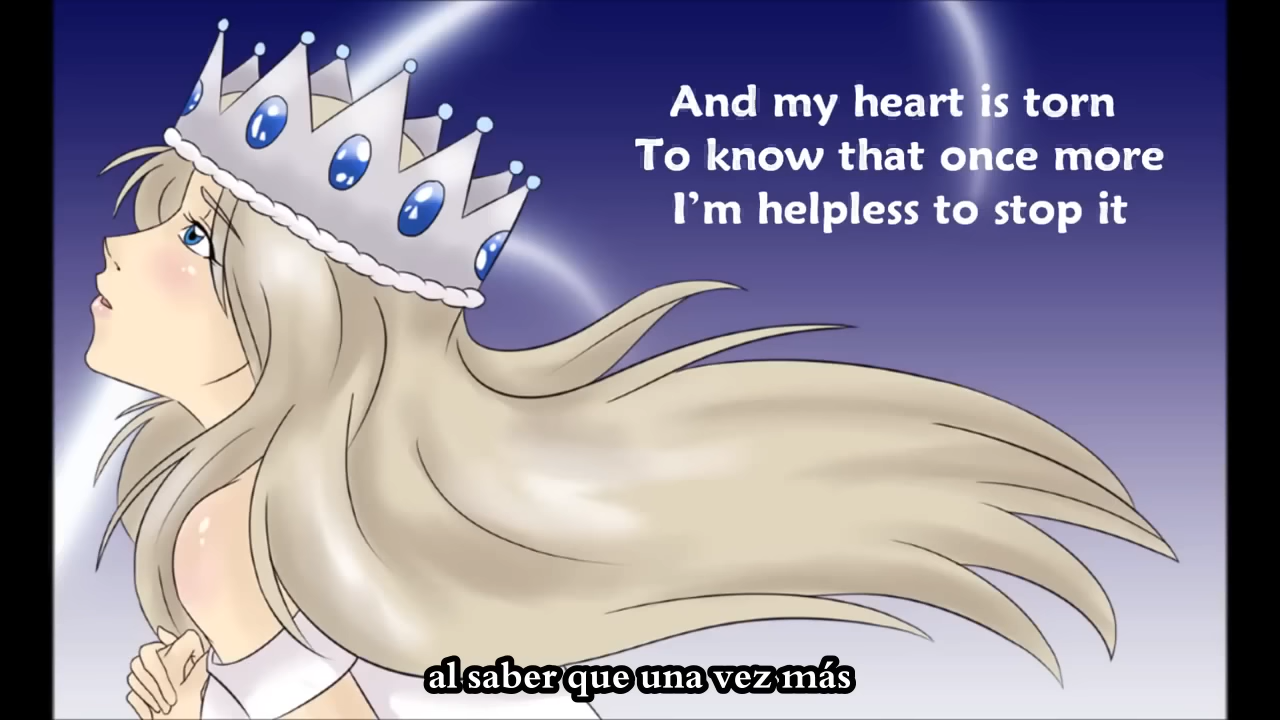 And my heart is torn
To know that once more
I'm helpless to stop it
al saber que una vez más